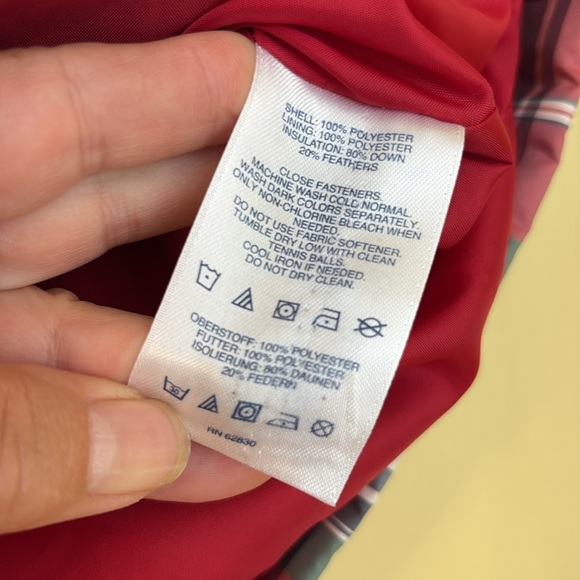 SHELL: 100% POLYESTER
LINING: 100% POLYESTER
INSULATION: 80% DOWN
20% FEATHERS
CLOSE FASTENERS.
MACHINE WASH COLD, NORMAL.
WASH DARK COLORS SEPARATELY.
ONLY NON-CHLORINE BLEACH WHEN
NEEDED.
DO NOT USE FABRIC SOFTENER.
TUMBLE DRY LOW WITH CLEAN
TENNIS BALLS.
COOL IRON IF NEEDED.
DO NOT DRY CLEAN.
OBERSTOFF: 100% POLYESTER
FUTTER: 100% POLYESTER
ISOLIERUNG: 80% DAUNEN
20% FEDERN
30
RN 62830